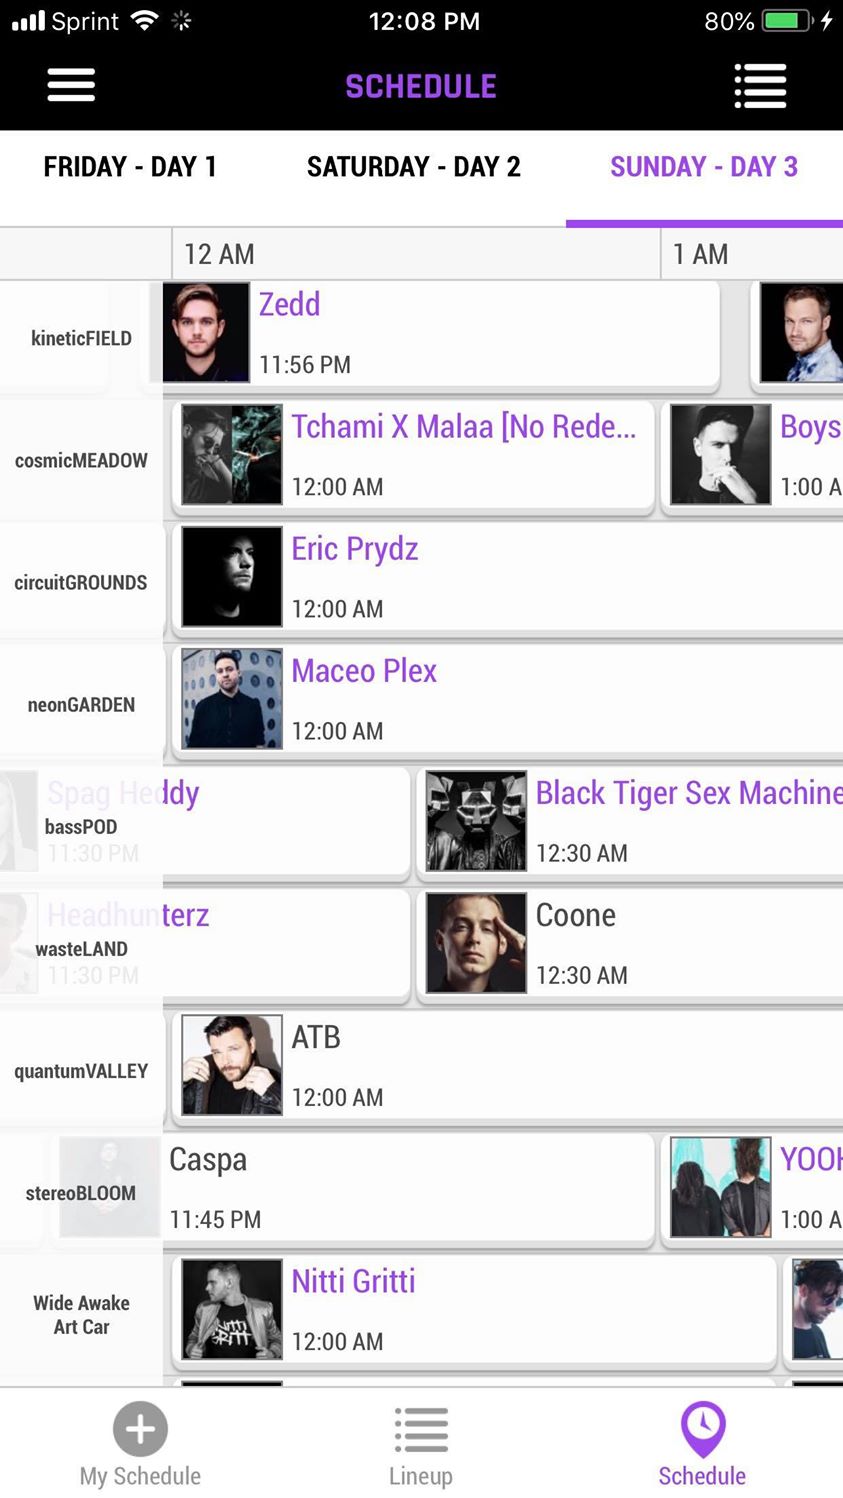 Sprint 12:08 PM 80%
SCHEDULE
FRIDAY - DAY 1 SATURDAY - DAY 2 SUNDAY - DAY 3
12 AM 1 AM
kineticFIELD
Zedd
11:56 PM
cosmicMEADOW
Tchami X Malaa [No Rede...
12:00 AM
Boys
1:00 A
circuitGROUNDS
Eric Prydz
12:00 AM
neonGARDEN
Maceo Plex
12:00 AM
Spag Heddy
bassPOD
11:30 PM
Black Tiger Sex Machine
12:30 AM
Headhunterz
wasteLAND
11:30 PM
Coone
12:30 AM
quantumVALLEY
ATB
12:00 AM
stereoBLOOM
Caspa
11:45 PM
YOOH
1:00 A
Wide Awake
Art Car
Nitti Gritti
12:00 AM
My Schedule Lineup Schedule